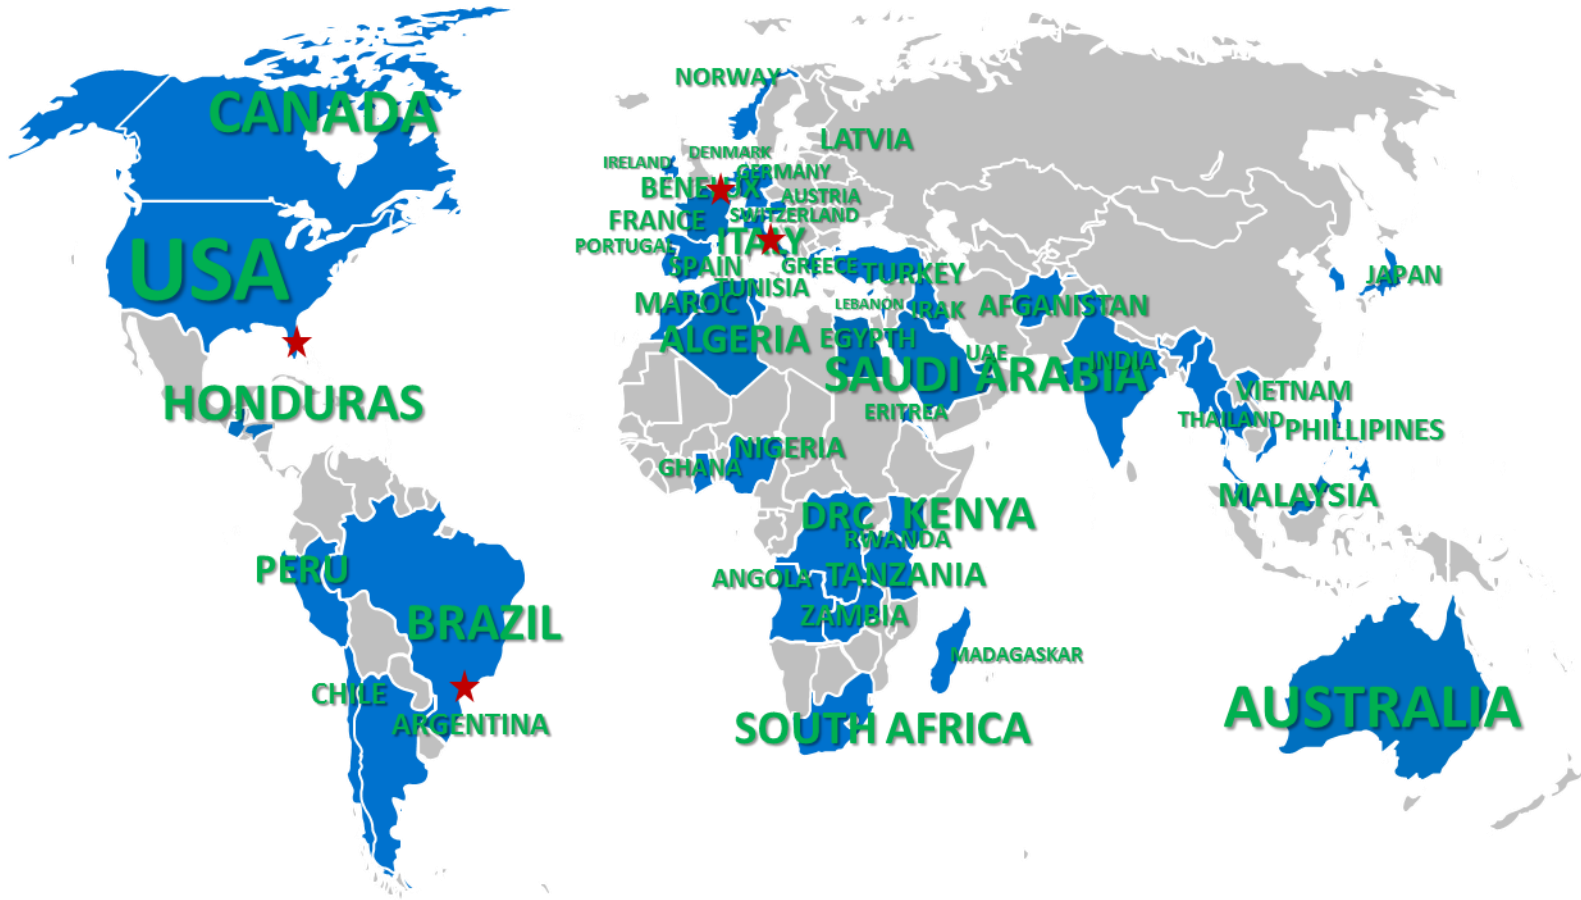 NORWAY
CANADA
LATVIA
DENMARK
IRELAND
GERMANY
BENELUX
AUSTRIA
SWITZERLAND
FRANCE
ITALY
PORTUGAL
USA
SPAIN
GREECE
TURKEY
JAPAN
TUNISIA
MAROC
LEBANON
IRAK
AFGANISTAN
ALGERIA
EGYPTH
UAE
INDIA
SAUDI ARABIA
VIETNAM
HONDURAS
ERITREA
THAILAND
PHILLIPINES
NIGERIA
GHANA
MALAYSIA
DRC
KENYA
RWANDA
PERU
ANGOLA
TANZANIA
ZAMBIA
BRAZIL
MADAGASKAR
CHILE
AUSTRALIA
ARGENTINA
SOUTH AFRICA